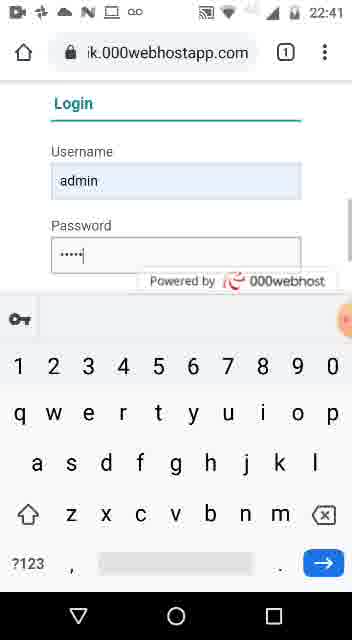 22:41
ik.000webhostapp.com
1
Login
Username
admin
Password
•••••
Powered by 000webhost
1 2 3 4 5 6 7 8 9 0
q w e r t y u i o p
a s d f g h j k l
z x c v b n m
?123 , .